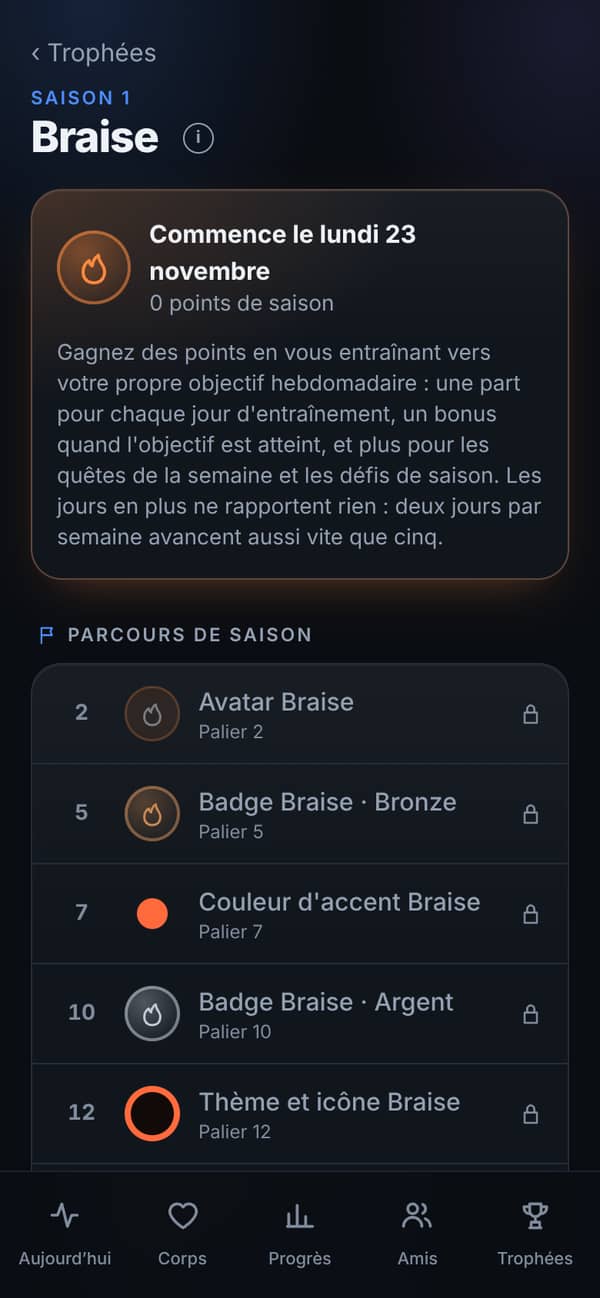 ‹ Trophées
SAISON 1
Braise
i
Commence le lundi 23
novembre
0 points de saison
Gagnez des points en vous entraînant vers
votre propre objectif hebdomadaire : une part
pour chaque jour d'entraînement, un bonus
quand l'objectif est atteint, et plus pour les
quêtes de la semaine et les défis de saison. Les
jours en plus ne rapportent rien : deux jours par
semaine avancent aussi vite que cinq.
PARCOURS DE SAISON
2
Avatar Braise
Palier 2
5
Badge Braise · Bronze
Palier 5
7
Couleur d'accent Braise
Palier 7
10
Badge Braise · Argent
Palier 10
12
Thème et icône Braise
Palier 12
Aujourd’hui
Corps
Progrès
Amis
Trophées